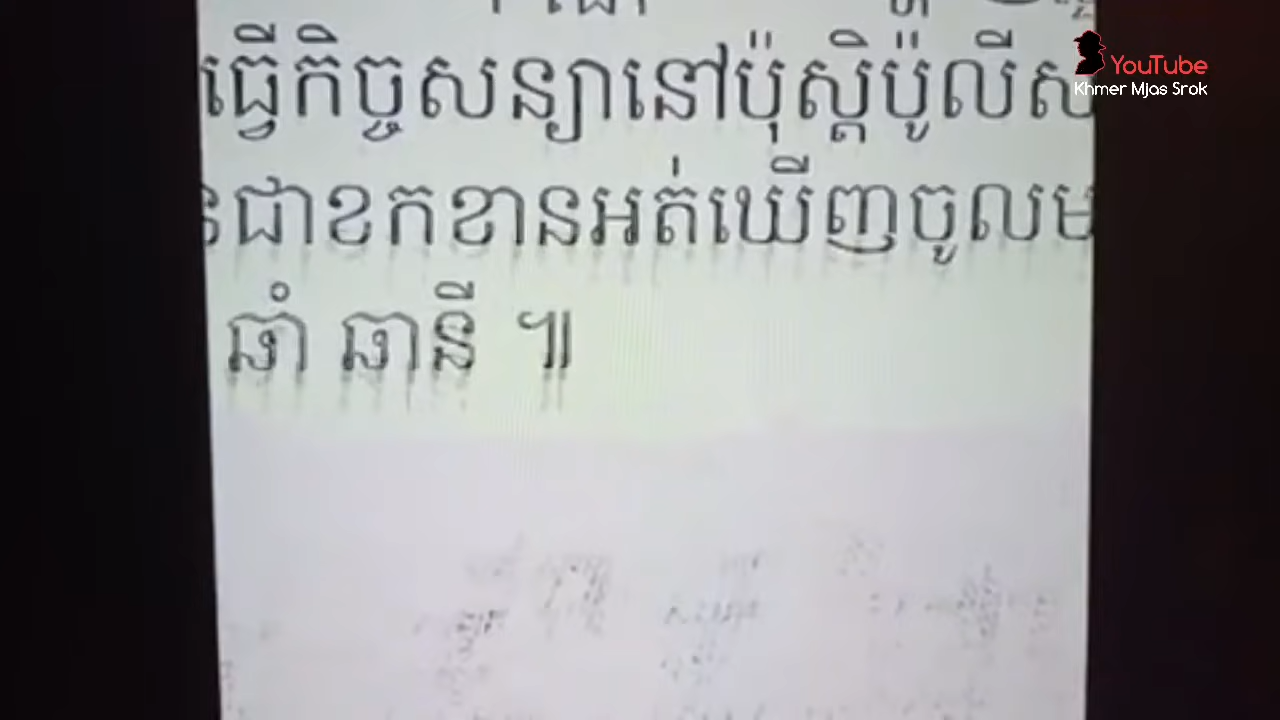 ធ្វើកិច្ចសន្យានៅប៉ុស្តិប៉ូលីស
YouTube
Khmer Mjas Srok
ជាឧកខានអត់ឃើញចូលម
ឆាំ ឆានី ៕